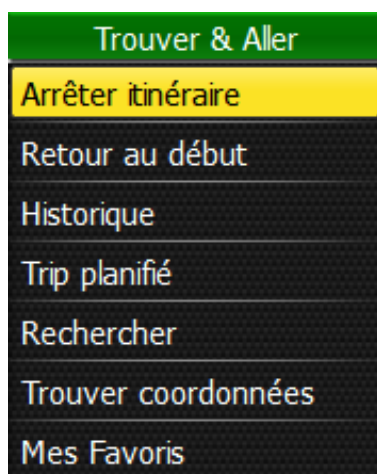 Trouver & Aller
Arrêter itinéraire
Retour au début
Historique
Trip planifié
Rechercher
Trouver coordonnées
Mes Favoris